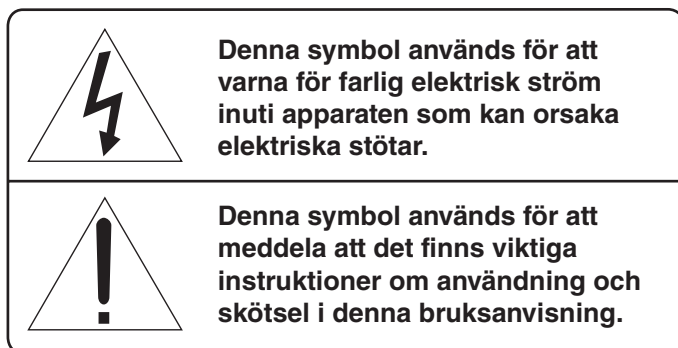 Denna symbol används för att
varna för farlig elektrisk ström
inuti apparaten som kan orsaka
elektriska stötar.
Denna symbol används för att
meddela att det finns viktiga
instruktioner om användning och
skötsel i denna bruksanvisning.